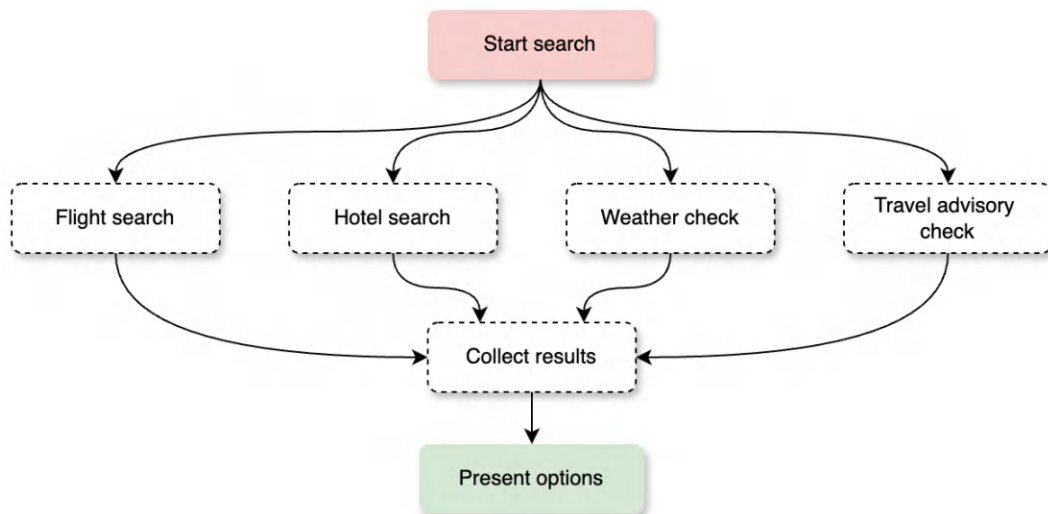 Start search
Flight search
Hotel search
Weather check
Travel advisory
check
Collect results
Present options